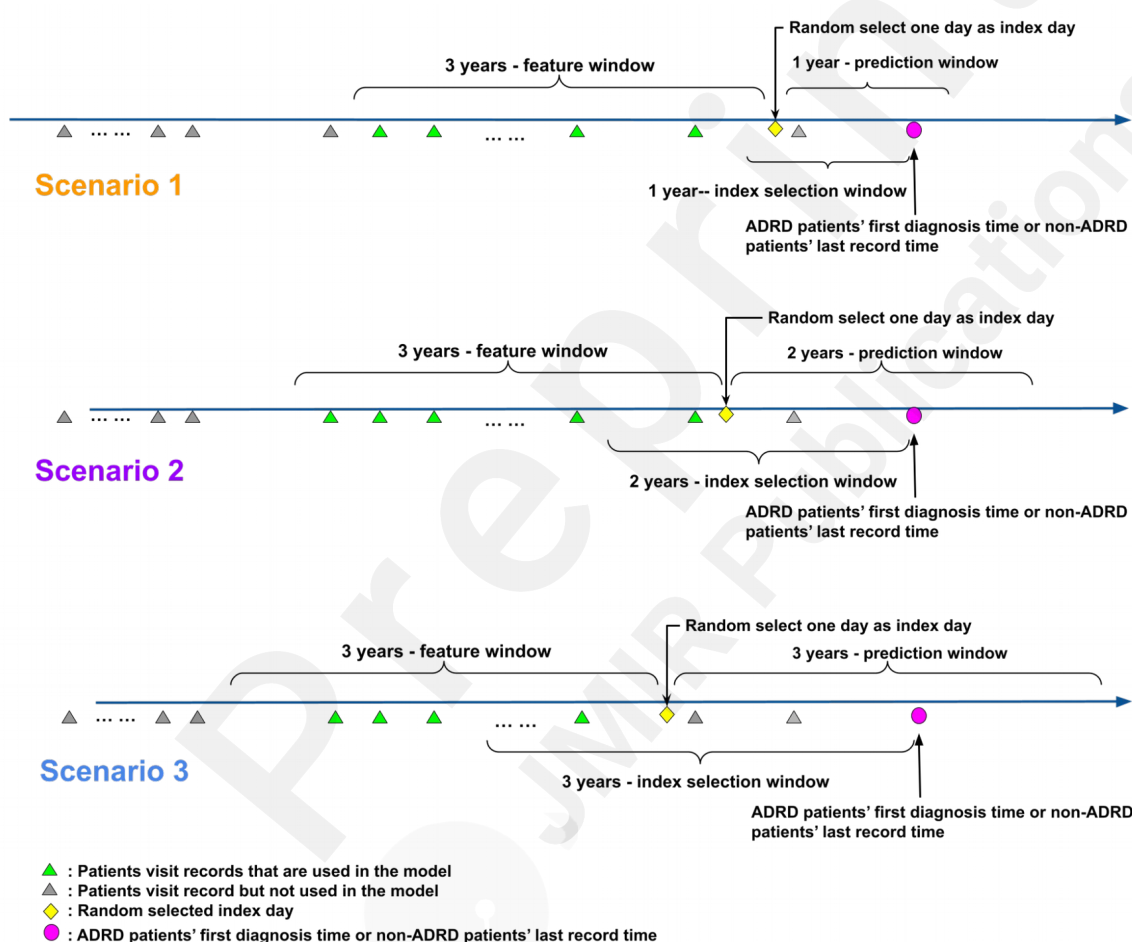 Random select one day as index day
3 years - feature window
1 year - prediction window
... ...
... ...
Scenario 1
1 year-- index selection window
ADRD patients' first diagnosis time or non-ADRD
patients' last record time
Random select one day as index day
3 years - feature window
2 years - prediction window
... ...
... ...
Scenario 2
2 years - index selection window
ADRD patients' first diagnosis time or non-ADRD
patients' last record time
Random select one day as index day
3 years - feature window
3 years - prediction window
... ...
... ...
Scenario 3
3 years - index selection window
ADRD patients' first diagnosis time or non-ADRD
patients' last record time
: Patients visit records that are used in the model
: Patients visit record but not used in the model
: Random selected index day
: ADRD patients' first diagnosis time or non-ADRD patients' last record time
Preprint
JMIR Publications